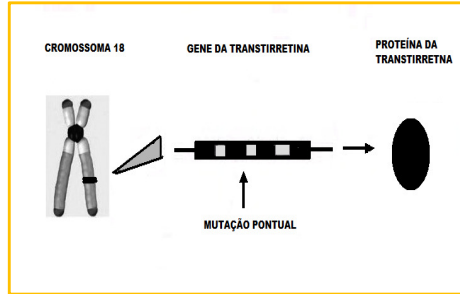 CROMOSSOMA 18
GENE DA TRANSTIRRETINA
PROTEÍNA DA
TRANSTIRRETNA
MUTAÇÃO PONTUAL